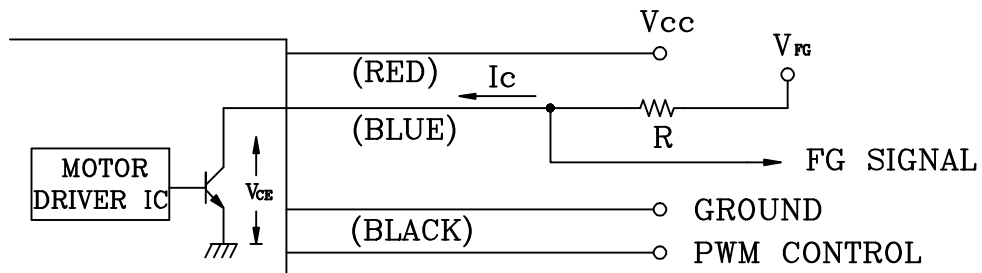 Vcc
VFG
(RED)
Ic
(BLUE)
R
MOTOR
DRIVER IC
VCE
FG SIGNAL
GROUND
(BLACK)
PWM CONTROL